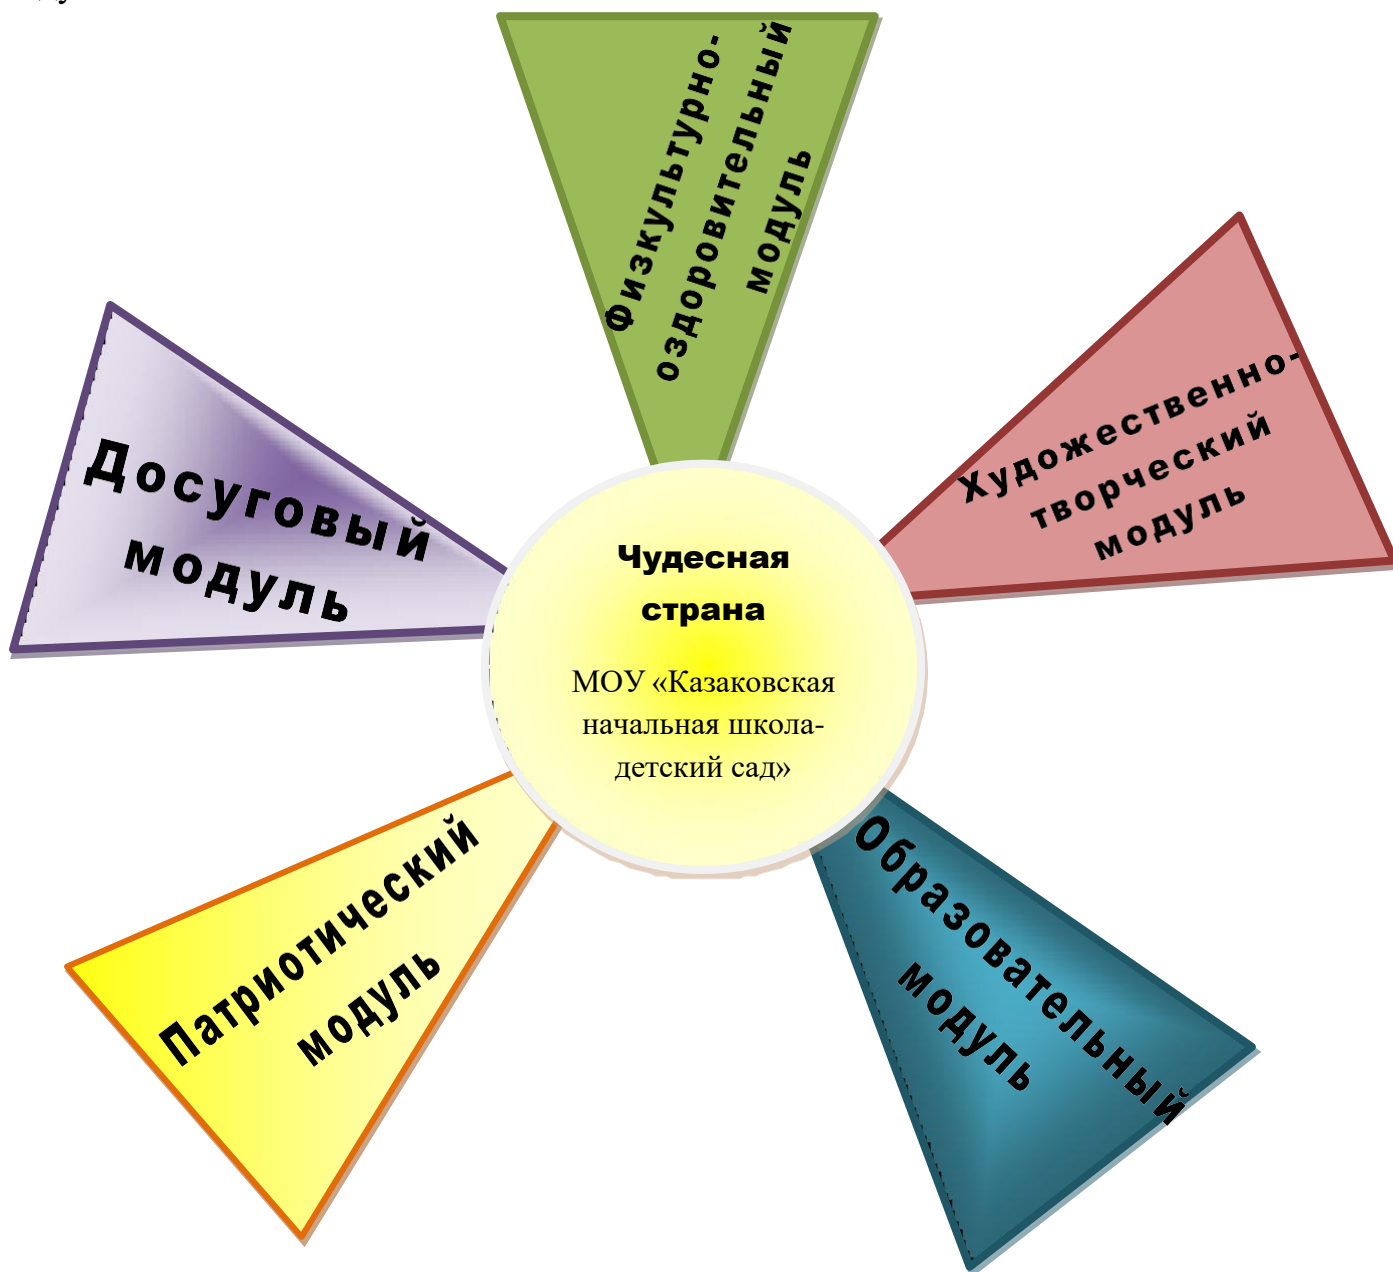 Физкультурно-
оздоровительный
модуль
Художественно-
творческий
модуль
Досуговый
модуль
Чудесная
страна
МОУ «Казаковская
начальная школа-
детский сад»
Патриотический
модуль
Образовательный
модуль